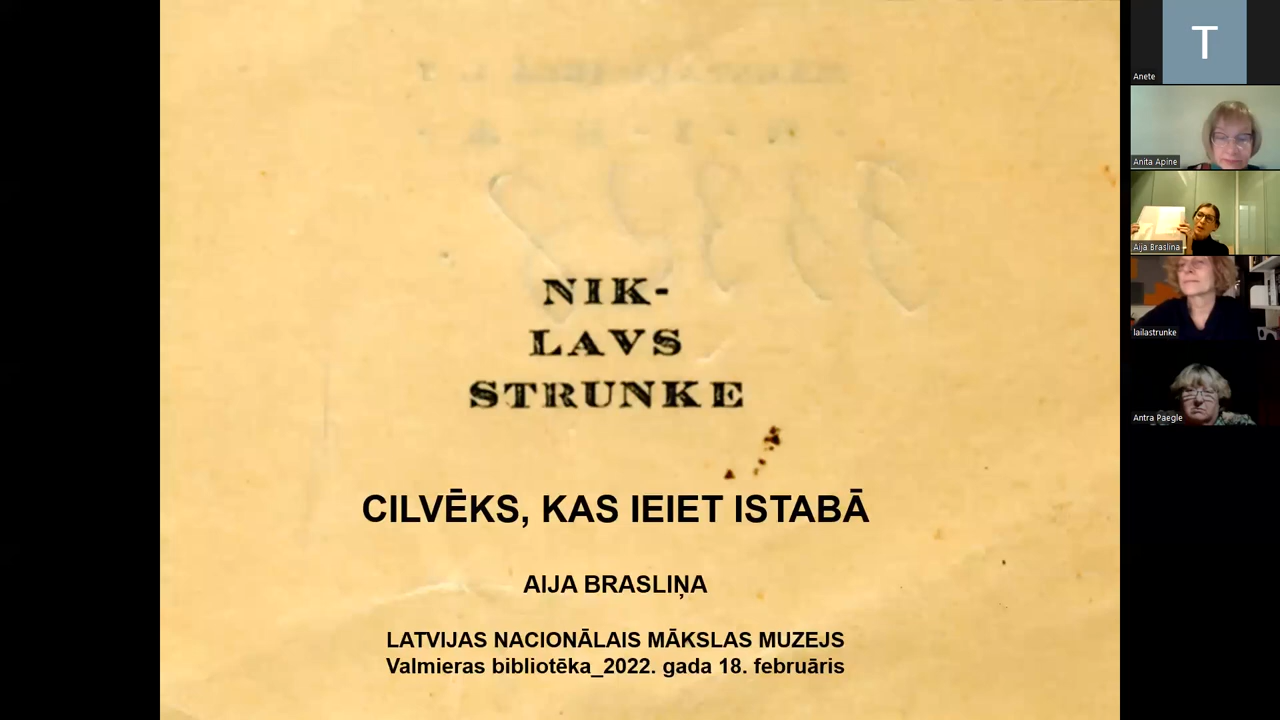 NIK-
LAVS
STRUNKE
CILVĒKS, KAS IEIET ISTABĀ
AIJA BRASLIŅA
LATVIJAS NACIONĀLAIS MĀKSLAS MUZEJS
Valmieras bibliotēka_2022. gada 18. februāris
T
Anete
Anita Apine
Aija Braslina
lailastrunke
Antra Paegle